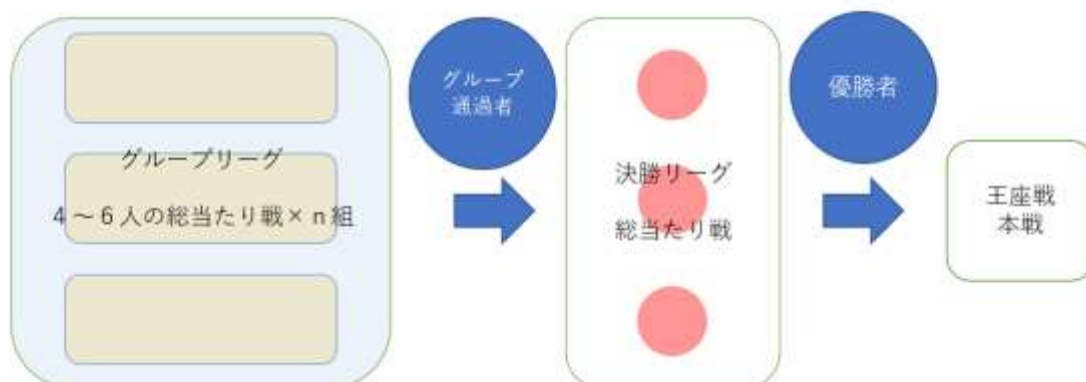 グループリーグ
4～6人の総当たり戦×n組
グループ
通過者
決勝リーグ
総当たり戦
優勝者
王座戦
本戦